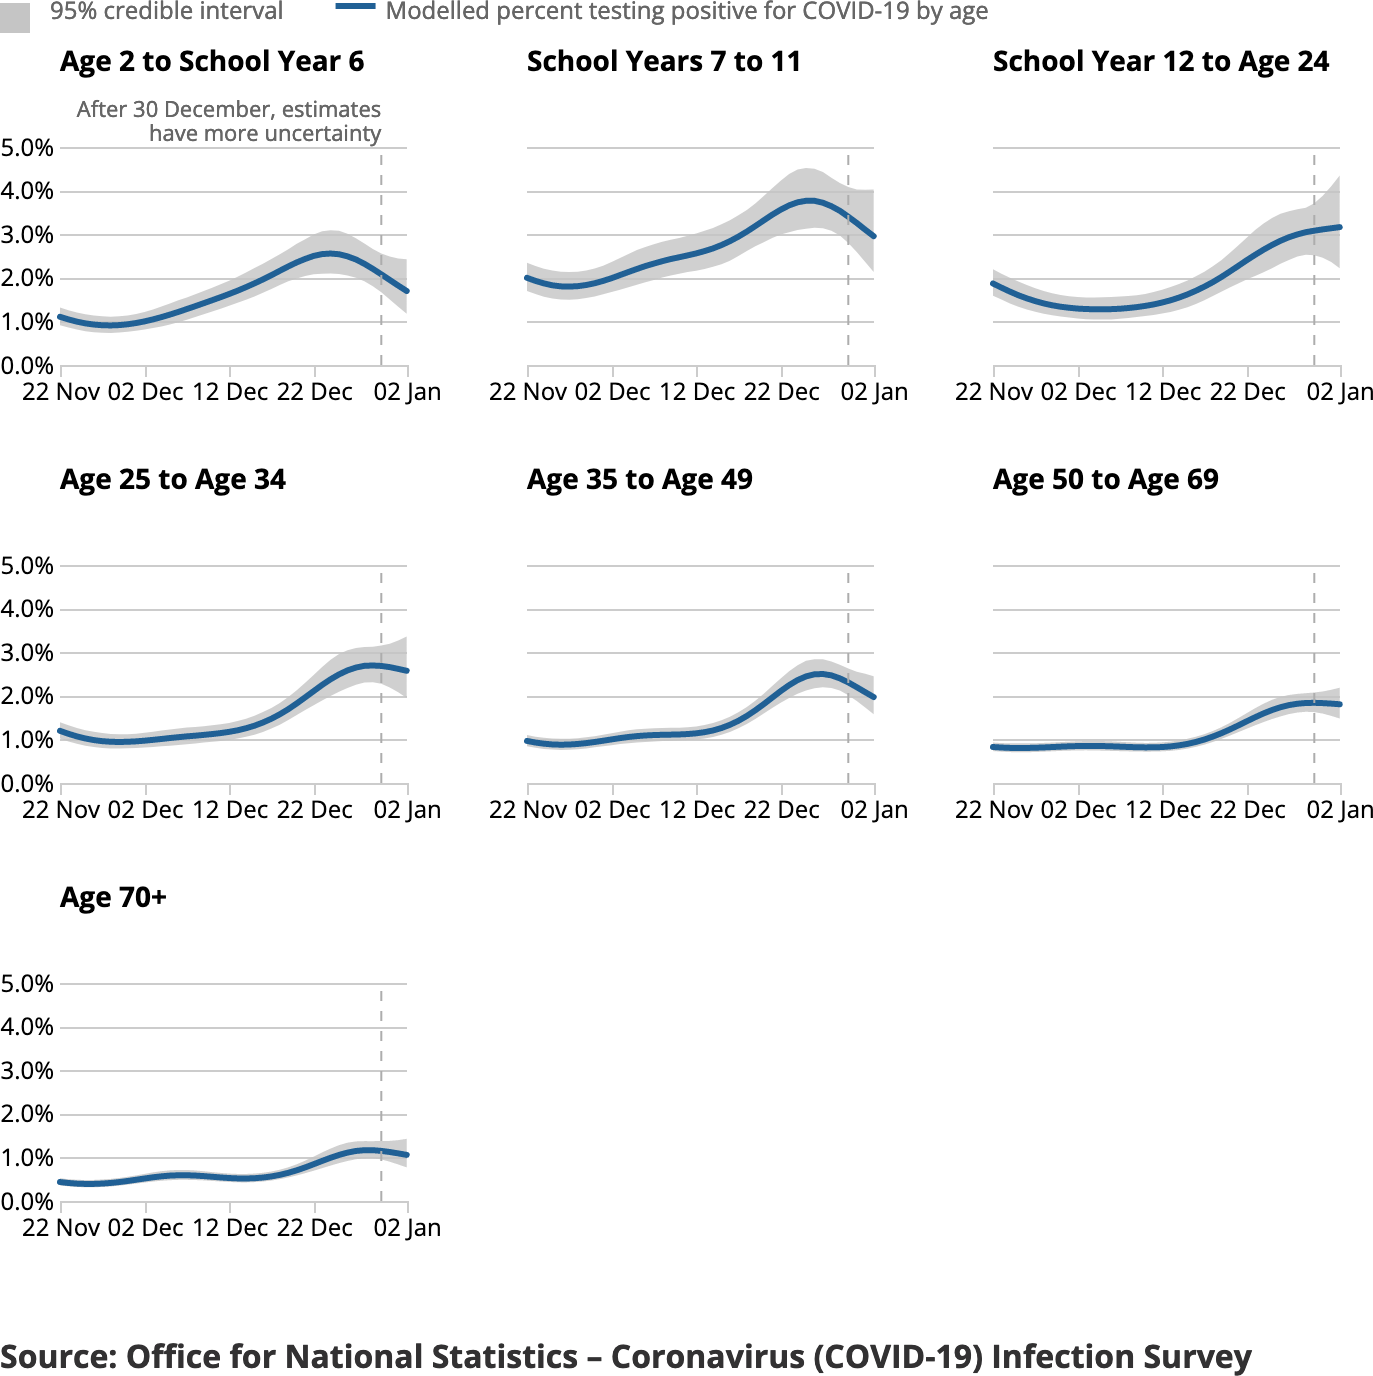 95% credible interval
Modelled percent testing positive for COVID-19 by age
Age 2 to School Year 6
School Years 7 to 11
School Year 12 to Age 24
After 30 December, estimates
have more uncertainty
5.0%
4.0%
3.0%
2.0%
1.0%
0.0%
22 Nov 02 Dec 12 Dec 22 Dec 02 Jan
22 Nov 02 Dec 12 Dec 22 Dec 02 Jan
22 Nov 02 Dec 12 Dec 22 Dec 02 Jan
Age 25 to Age 34
Age 35 to Age 49
Age 50 to Age 69
5.0%
4.0%
3.0%
2.0%
1.0%
0.0%
22 Nov 02 Dec 12 Dec 22 Dec 02 Jan
22 Nov 02 Dec 12 Dec 22 Dec 02 Jan
22 Nov 02 Dec 12 Dec 22 Dec 02 Jan
Age 70+
5.0%
4.0%
3.0%
2.0%
1.0%
0.0%
22 Nov 02 Dec 12 Dec 22 Dec 02 Jan
Source: Office for National Statistics – Coronavirus (COVID-19) Infection Survey